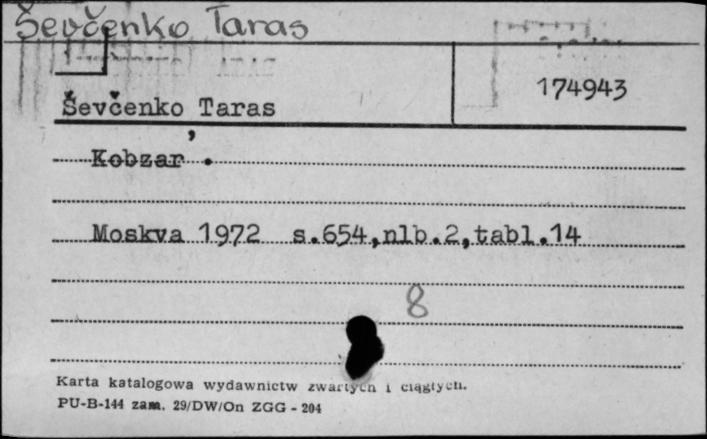 Ševčenko Taras
174943
Ševčenko Taras
Kobzar'.
Moskva 1972 s.654,nlb.2,tabl.14
8
Karta katalogowa wydawnictw zwartych i ciągłych.
PU-B-144 zam. 29/DW/On ZGG - 204